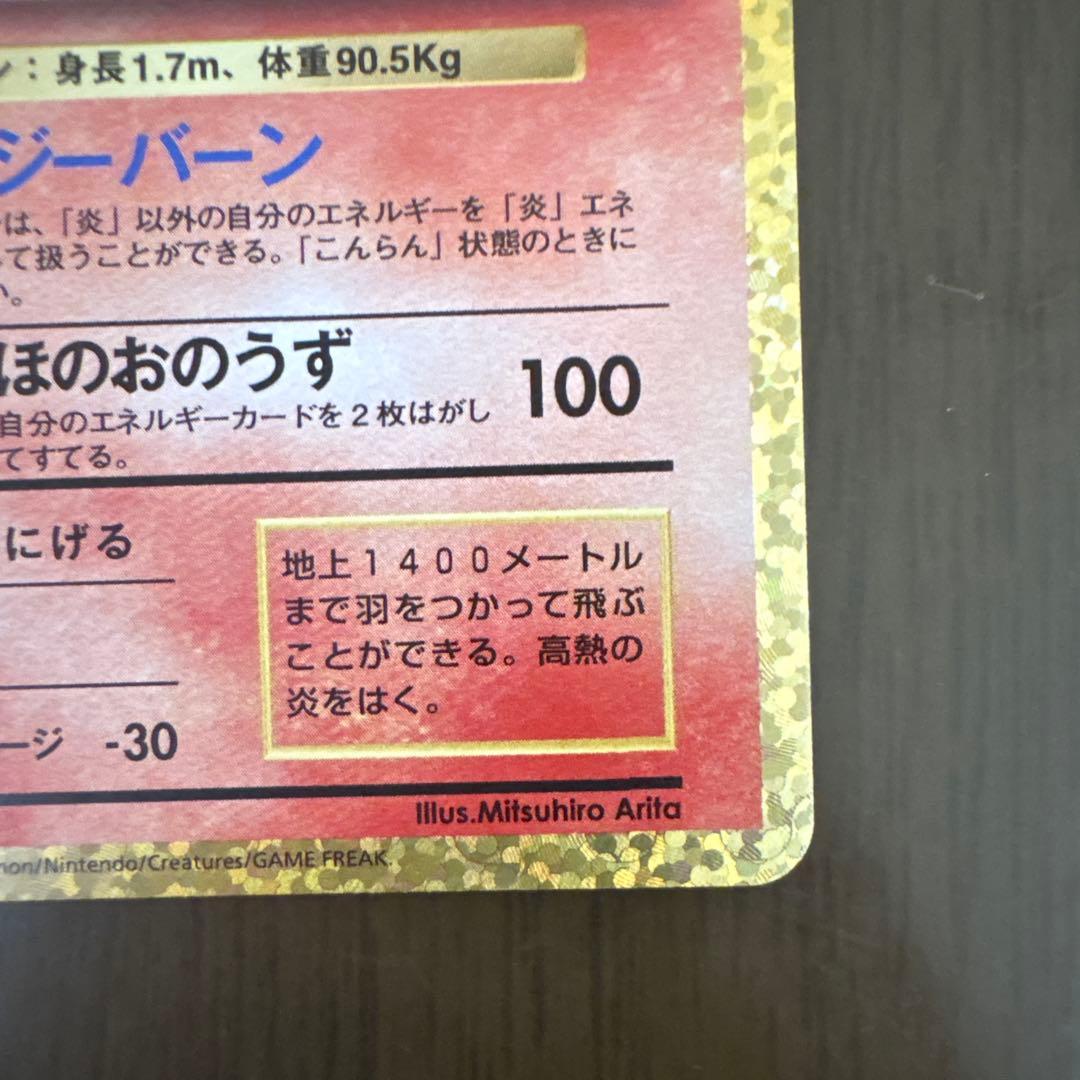 ン：身長1.7m、体重90.5Kg
ジーバーン
は、「炎」以外の自分のエネルギーを「炎」エネ
て扱うことができる。「こんらん」状態のときに
い。
ほのおのうず 100
自分のエネルギーカードを２枚はがし
てすてる。
にげる
地上１４００メートル
まで羽をつかって飛ぶ
ことができる。高熱の
炎をはく。
ージ -30
Illus.Mitsuhiro Arita
mon/Nintendo/Creatures/GAME FREAK.